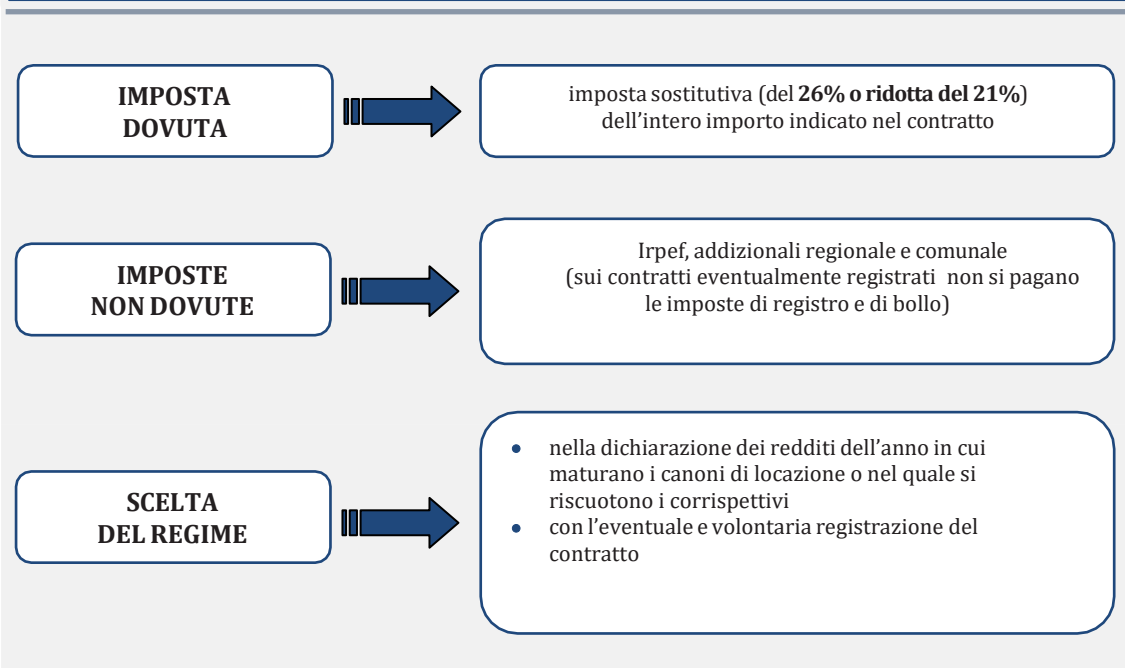 IMPOSTA
DOVUTA
imposta sostitutiva (del 26% o ridotta del 21%)
dell’intero importo indicato nel contratto
IMPOSTE
NON DOVUTE
Irpef, addizionali regionale e comunale
(sui contratti eventualmente registrati non si pagano
le imposte di registro e di bollo)
SCELTA
DEL REGIME
• nella dichiarazione dei redditi dell’anno in cui
maturano i canoni di locazione o nel quale si
riscuotono i corrispettivi
• con l’eventuale e volontaria registrazione del
contratto